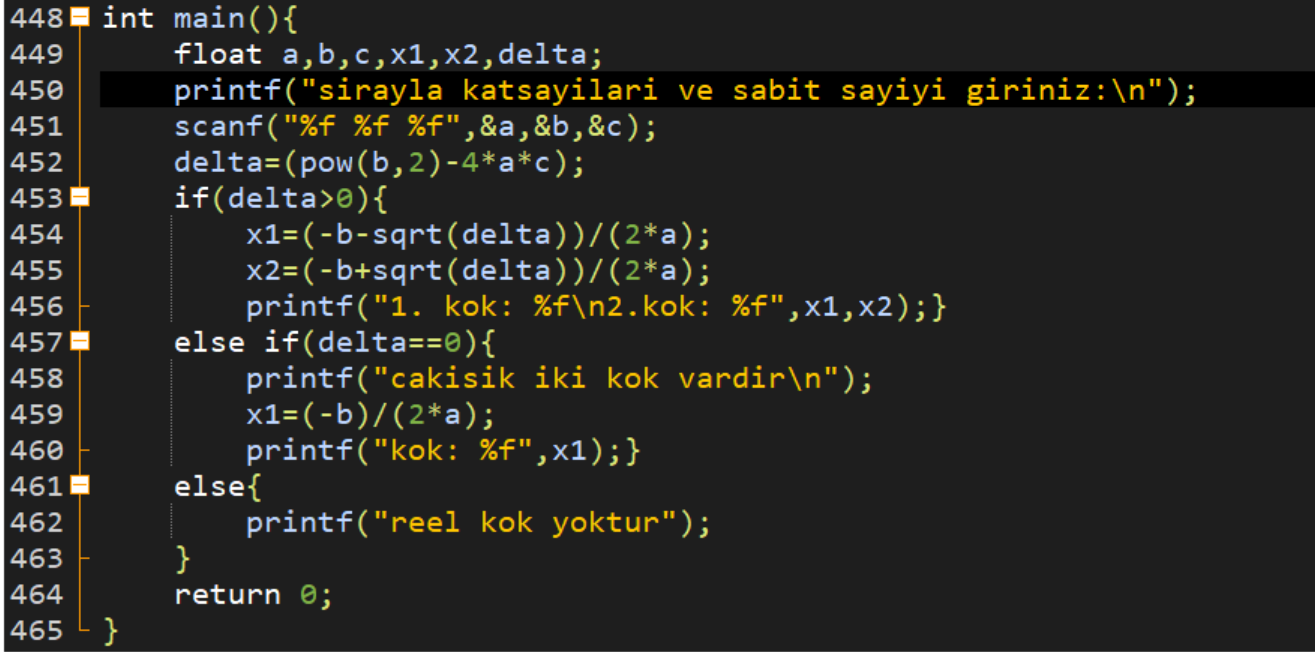 448 int main(){
449 float a,b,c,x1,x2,delta;
450 printf("sirayla katsayilari ve sabit sayiyi giriniz:\n");
451 scanf("%f %f %f",&a,&b,&c);
452 delta=(pow(b,2)-4*a*c);
453 if(delta>0){
454 x1=(-b-sqrt(delta))/(2*a);
455 x2=(-b+sqrt(delta))/(2*a);
456 printf("1. kok: %f\n2.kok: %f",x1,x2);}
457 else if(delta==0){
458 printf("cakisik iki kok vardir\n");
459 x1=(-b)/(2*a);
460 printf("kok: %f",x1);}
461 else{
462 printf("reel kok yoktur");
463 }
464 return 0;
465 }